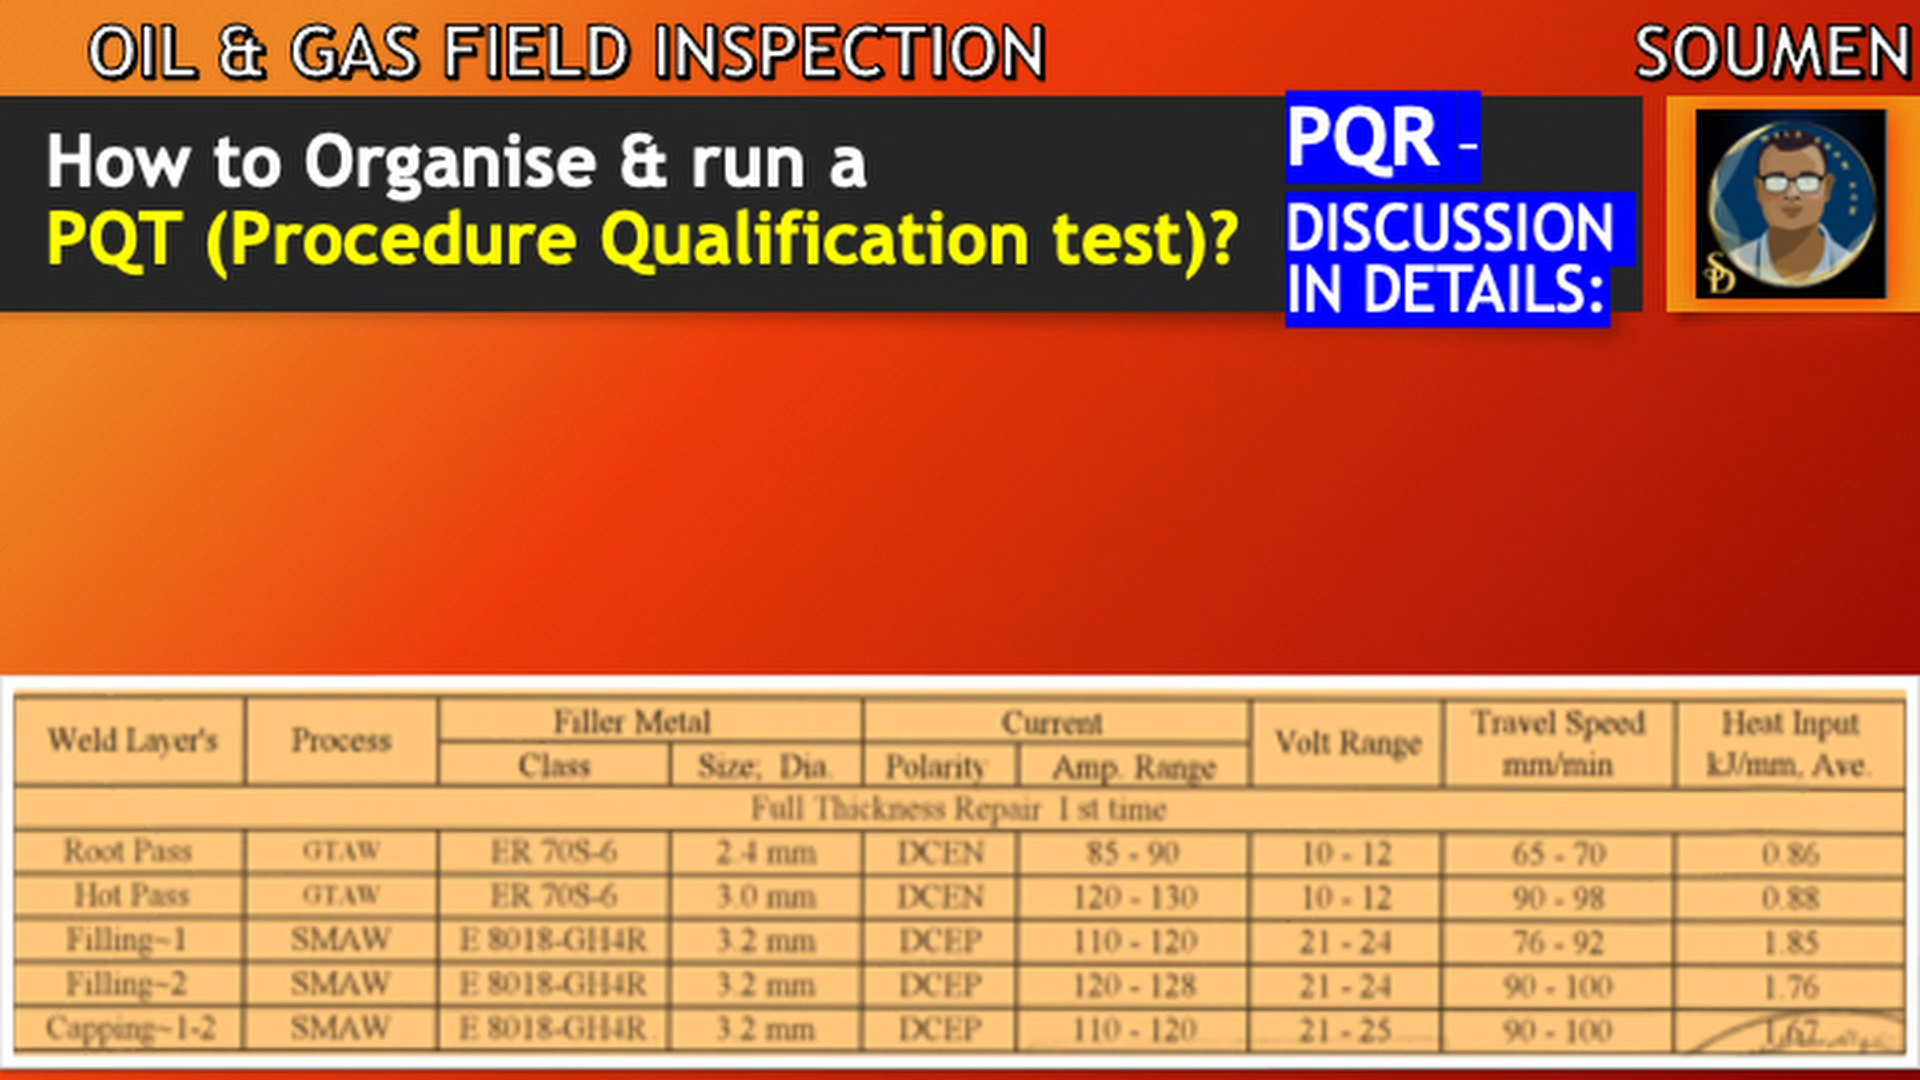 OIL & GAS FIELD INSPECTION
SOUMEN
How to Organise & run a
PQT (Procedure Qualification test)?
PQR -
DISCUSSION
IN DETAILS:
Weld Layer's Process Filler Metal Current Volt Range Travel Speed mm/min Heat Input kJ/mm, Ave.
Class Size; Dia. Polarity Amp. Range
Full Thickness Repair I st time
Root Pass GTAW ER 70S-6 2.4 mm DCEN 85 - 90 10 - 12 65 - 70 0.86
Hot Pass GTAW ER 70S-6 3.0 mm DCEN 120 - 130 10 - 12 90 - 98 0.88
Filling~1 SMAW E 8018-GH4R 3.2 mm DCEP 110 - 120 21 - 24 76 - 92 1.85
Filling~2 SMAW E 8018-GH4R 3.2 mm DCEP 120 - 128 21 - 24 90 - 100 1.76
Capping~1-2 SMAW E 8018-GH4R 3.2 mm DCEP 110 - 120 21 - 25 90 - 100 1.67